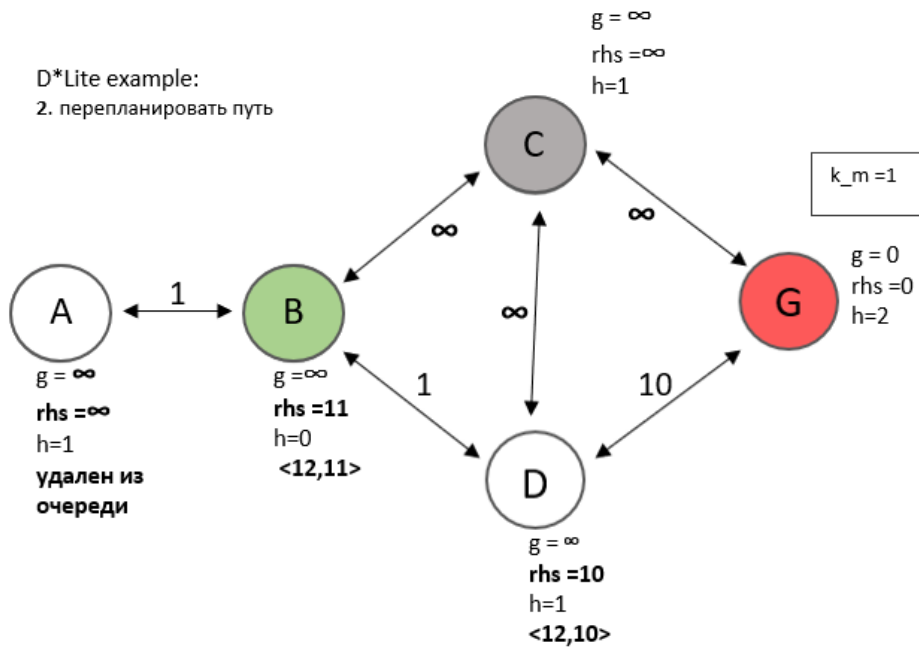 D*Lite example:
2. перепланировать путь
g = ∞
rhs =∞
h=1
C
k_m =1
∞
∞
g = 0
rhs =0
h=2
A
1
B
∞
G
g = ∞
rhs =∞
h=1
удален из
очереди
g =∞
rhs =11
h=0
<12,11>
1
10
D
g = ∞
rhs =10
h=1
<12,10>